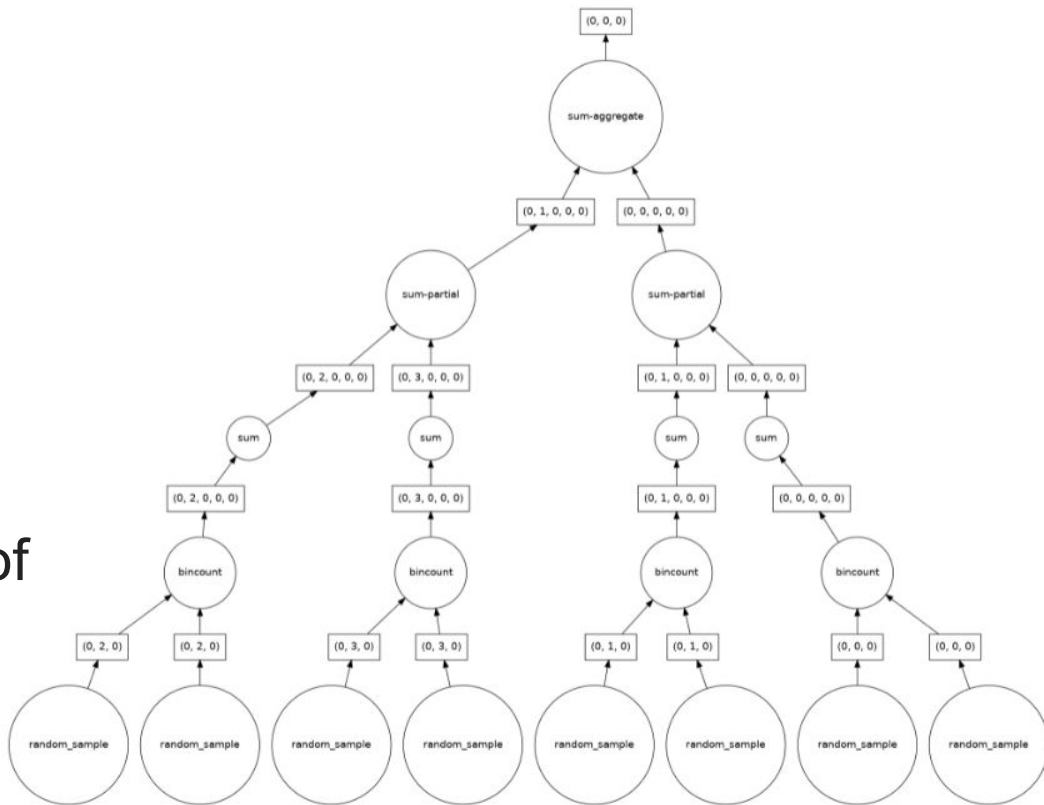 (0, 0, 0)
sum-aggregate
(0, 1, 0, 0, 0) (0, 0, 0, 0, 0)
sum-partial sum-partial
(0, 2, 0, 0, 0) (0, 3, 0, 0, 0) (0, 1, 0, 0, 0) (0, 0, 0, 0, 0)
sum sum sum sum
(0, 2, 0, 0, 0) (0, 3, 0, 0, 0) (0, 1, 0, 0, 0) (0, 0, 0, 0, 0)
of
bincount bincount bincount bincount
(0, 2, 0) (0, 2, 0) (0, 3, 0) (0, 3, 0) (0, 1, 0) (0, 1, 0) (0, 0, 0) (0, 0, 0)
random_sample random_sample random_sample random_sample random_sample random_sample random_sample random_sample